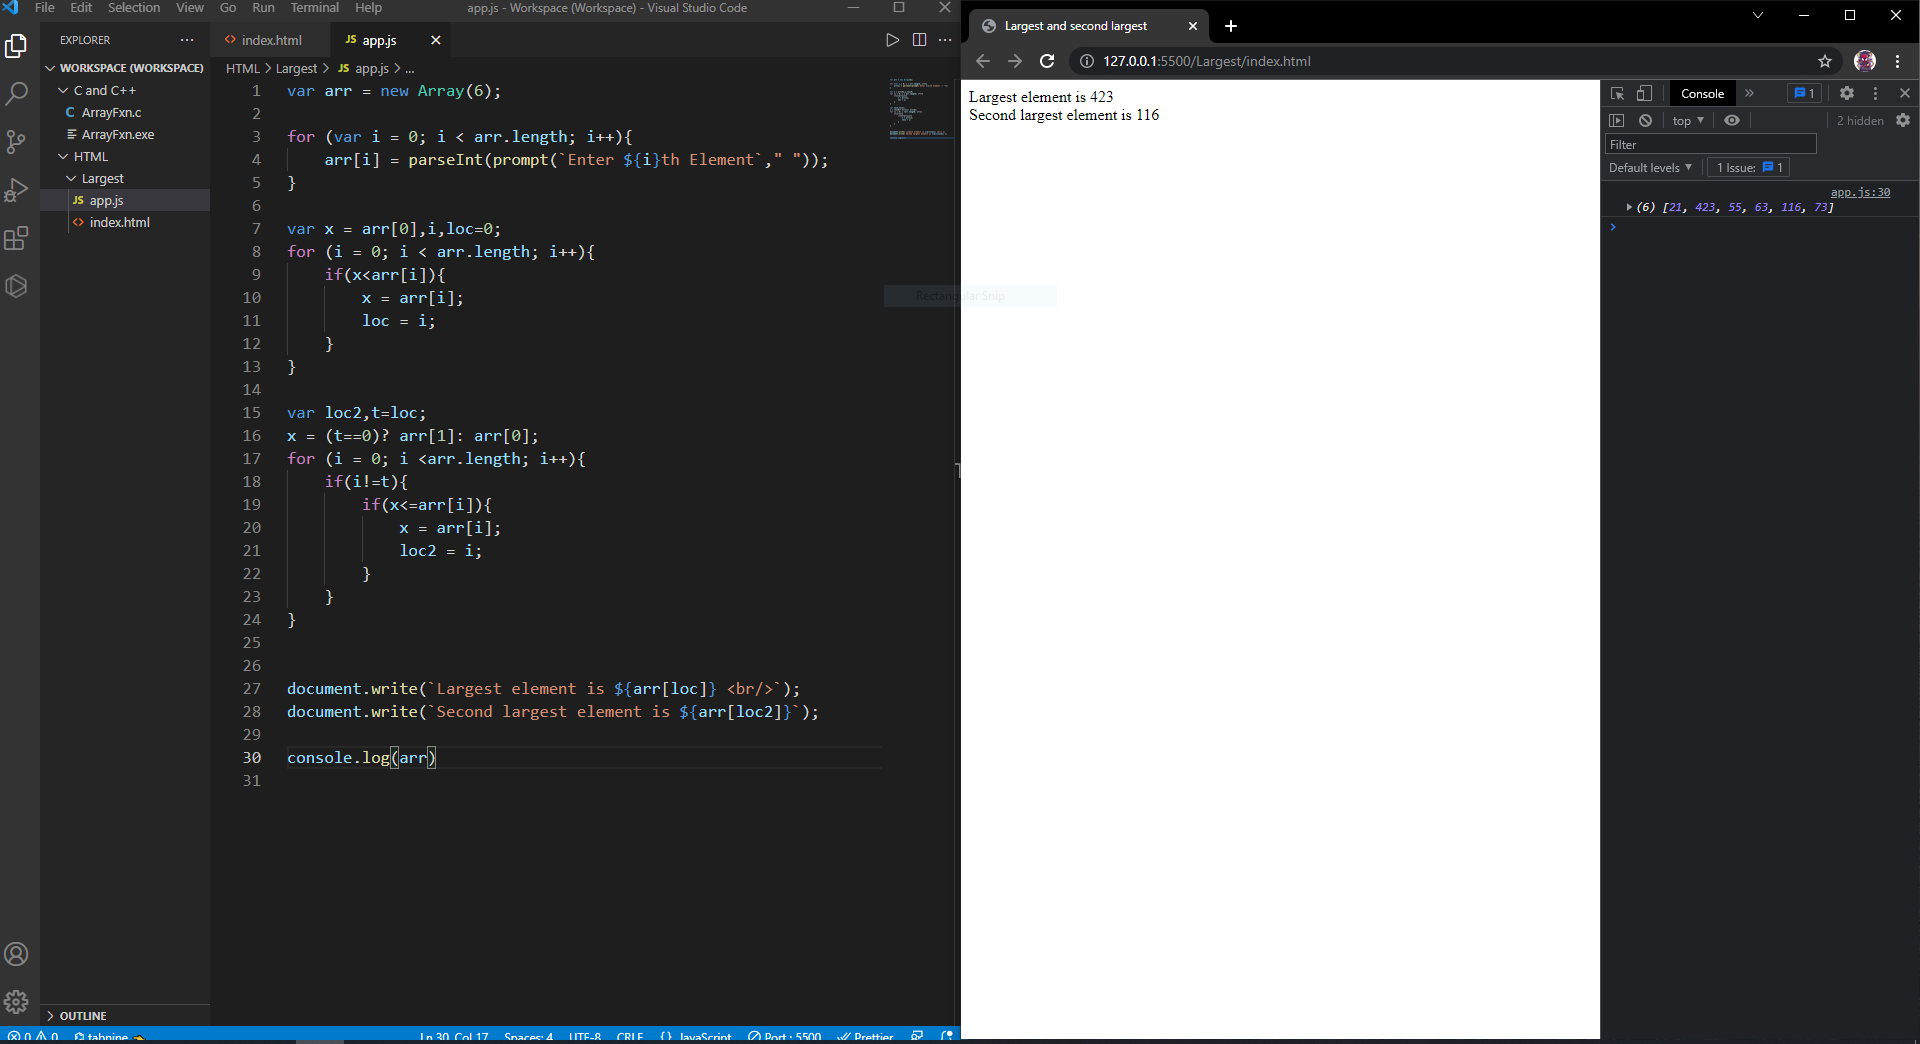 File Edit Selection View Go Run Terminal Help app.js - Workspace (Workspace) - Visual Studio Code
EXPLORER
WORKSPACE (WORKSPACE)
C and C++
C ArrayFxn.c
ArrayFxn.exe
HTML
Largest
JS app.js
index.html
OUTLINE
index.html JS app.js
HTML > Largest > JS app.js > ...
1 var arr = new Array(6);
2
3 for (var i = 0; i < arr.length; i++){
4 arr[i] = parseInt(prompt(`Enter ${i}th Element`," "));
5 }
6
7 var x = arr[0],i,loc=0;
8 for (i = 0; i < arr.length; i++){
9 if(x<arr[i]){
10 x = arr[i];
11 loc = i;
12 }
13 }
14
15 var loc2,t=loc;
16 x = (t==0)? arr[1]: arr[0];
17 for (i = 0; i <arr.length; i++){
18 if(i!=t){
19 if(x<=arr[i]){
20 x = arr[i];
21 loc2 = i;
22 }
23 }
24 }
25
26
27 document.write(`Largest element is ${arr[loc]} <br/>`);
28 document.write(`Second largest element is ${arr[loc2]}`);
29
30 console.log(arr)
31
0 0 tabnine Ln 30, Col 17 Spaces: 4 UTF-8 CRLF {} JavaScript Port : 5500 Prettier
Largest and second largest
127.0.0.1:5500/Largest/index.html
Largest element is 423
Second largest element is 116
Rectangular Snip
Console » 1
top 2 hidden
Filter
Default levels 1 Issue: 1
app.js:30
(6) [21, 423, 55, 63, 116, 73]